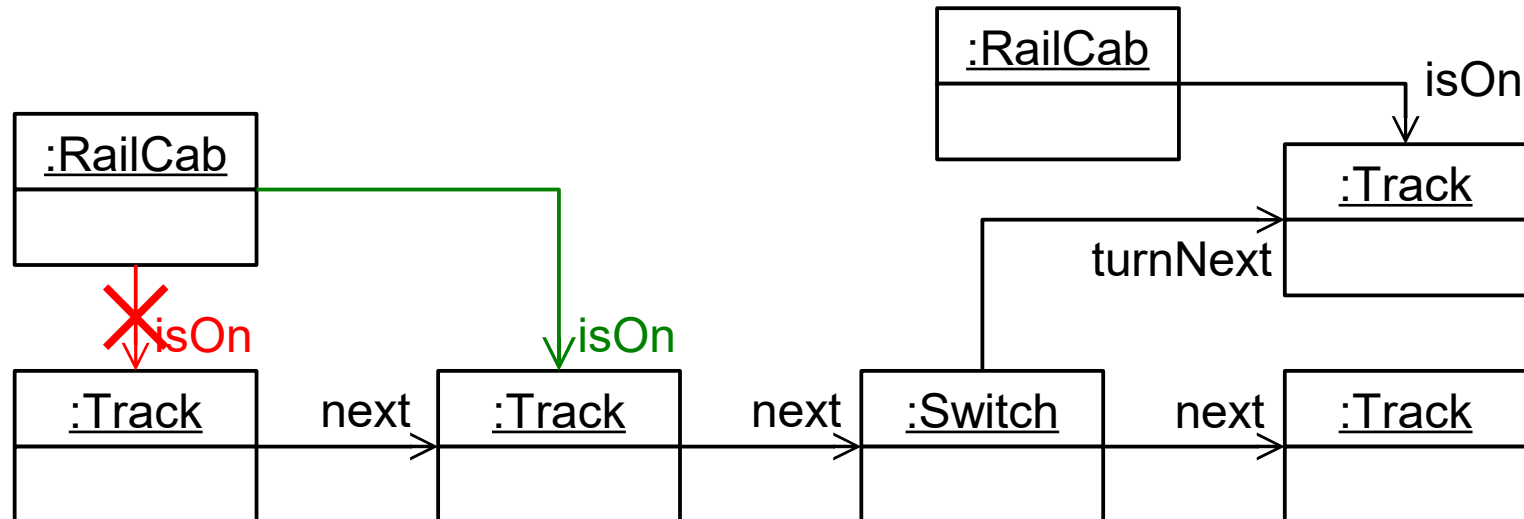 :RailCab
isOn
:RailCab
:Track
turnNext
isOn
isOn
:Track
next
:Track
next
:Switch
next
:Track